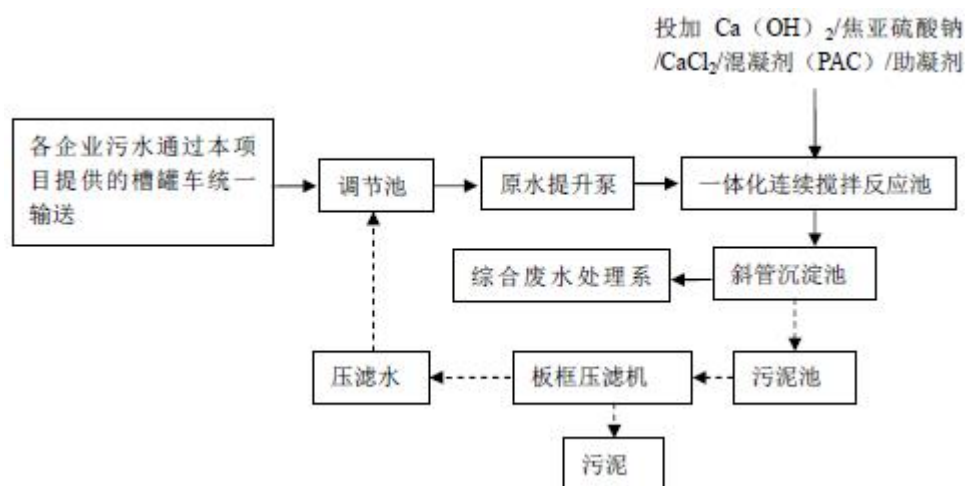 投加 Ca（OH）2/焦亚硫酸钠
/CaCl2/混凝剂（PAC）/助凝剂
各企业污水通过本项
目提供的槽罐车统一
输送
调节池
原水提升泵
一体化连续搅拌反应池
综合废水处理系
斜管沉淀池
压滤水
板框压滤机
污泥池
污泥